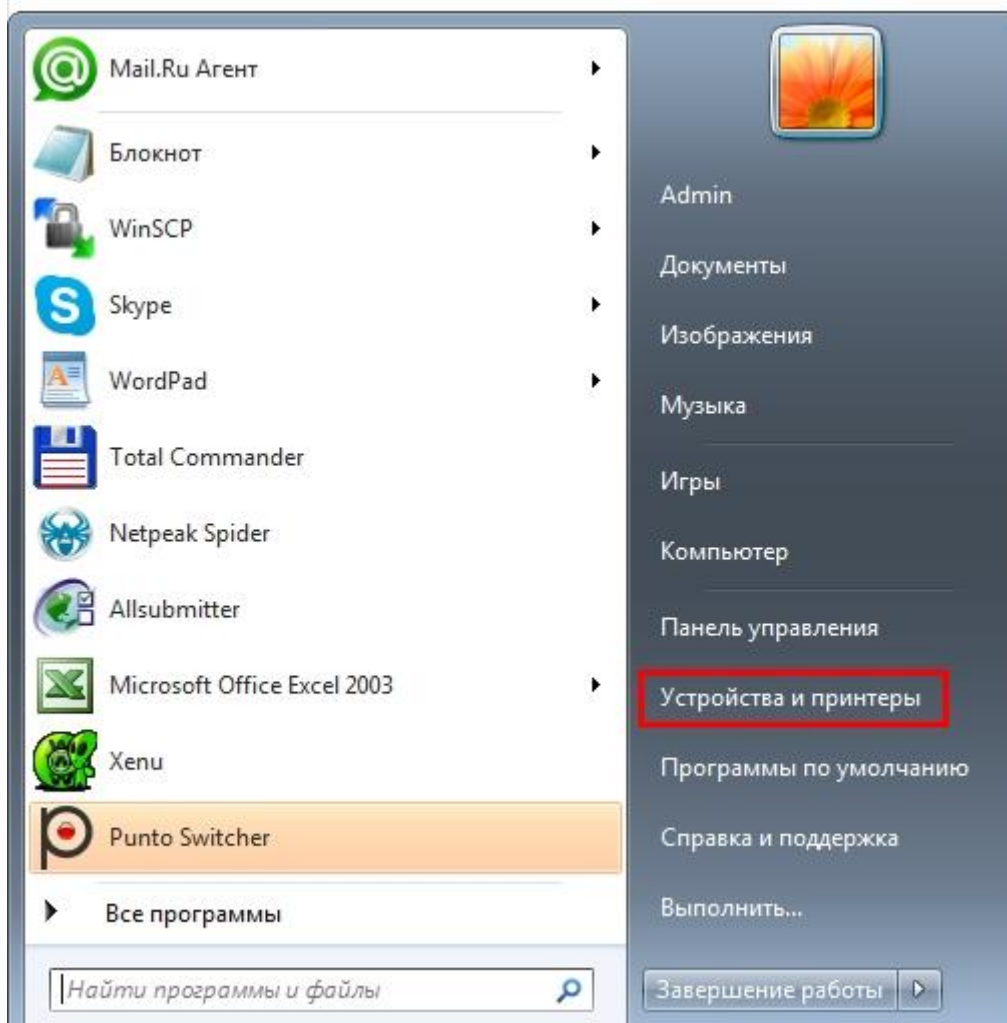 Mail.Ru Агент
Блокнот
WinSCP
Skype
WordPad
Total Commander
Netpeak Spider
Allsubmitter
Microsoft Office Excel 2003
Xenu
Punto Switcher
Все программы
Найти программы и файлы
Admin
Документы
Изображения
Музыка
Игры
Компьютер
Панель управления
Устройства и принтеры
Программы по умолчанию
Справка и поддержка
Выполнить...
Завершение работы